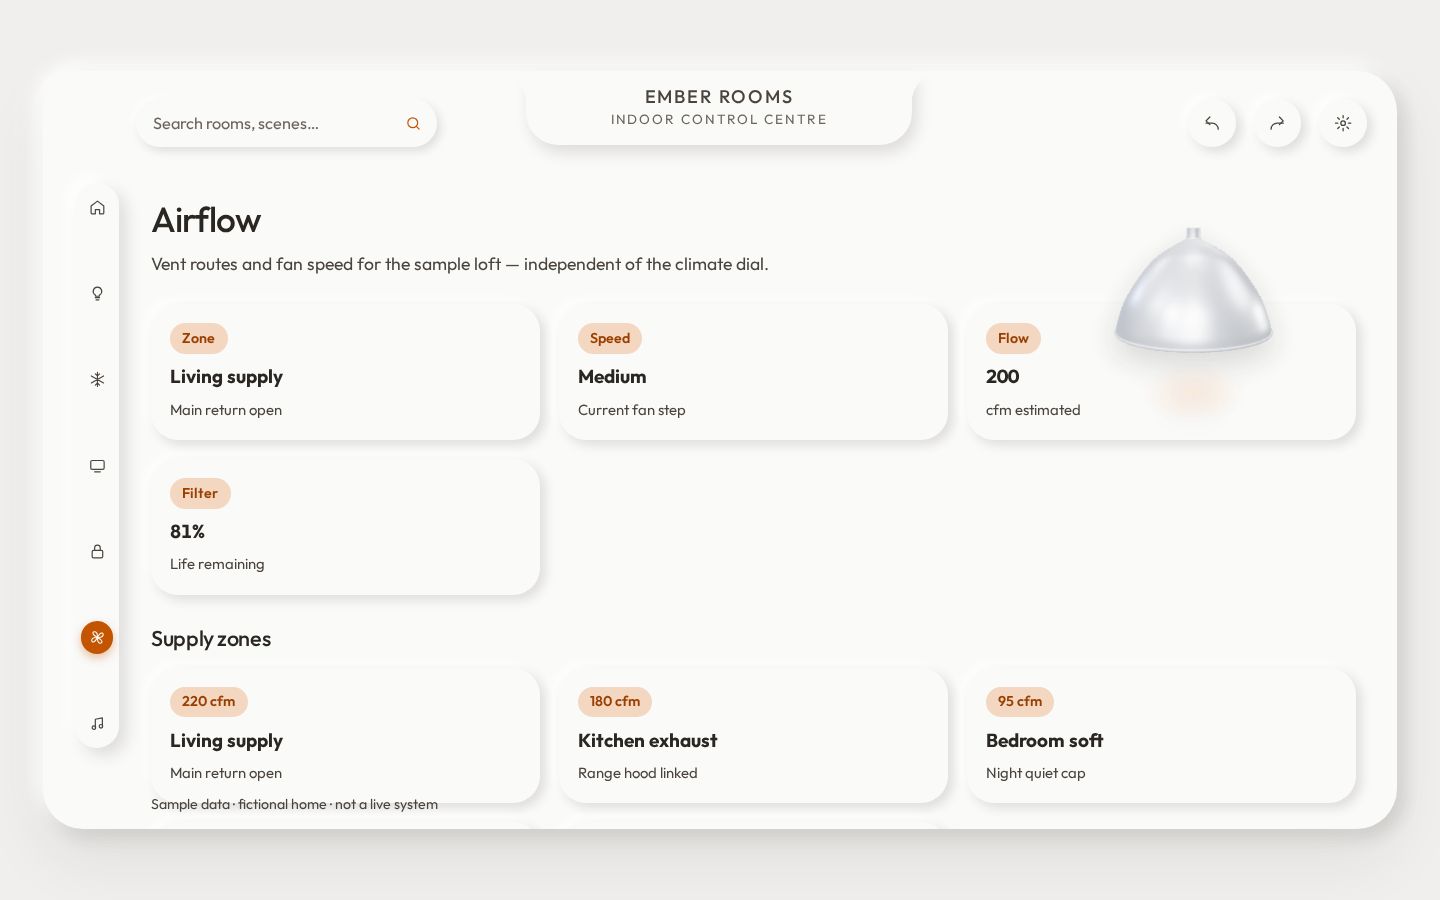 EMBER ROOMS
INDOOR CONTROL CENTRE
Search rooms, scenes...
Airflow
Vent routes and fan speed for the sample loft — independent of the climate dial.
Zone
Living supply
Main return open
Speed
Medium
Current fan step
Flow
200
cfm estimated
Filter
81%
Life remaining
Supply zones
220 cfm
Living supply
Main return open
180 cfm
Kitchen exhaust
Range hood linked
95 cfm
Bedroom soft
Night quiet cap
Sample data · fictional home · not a live system